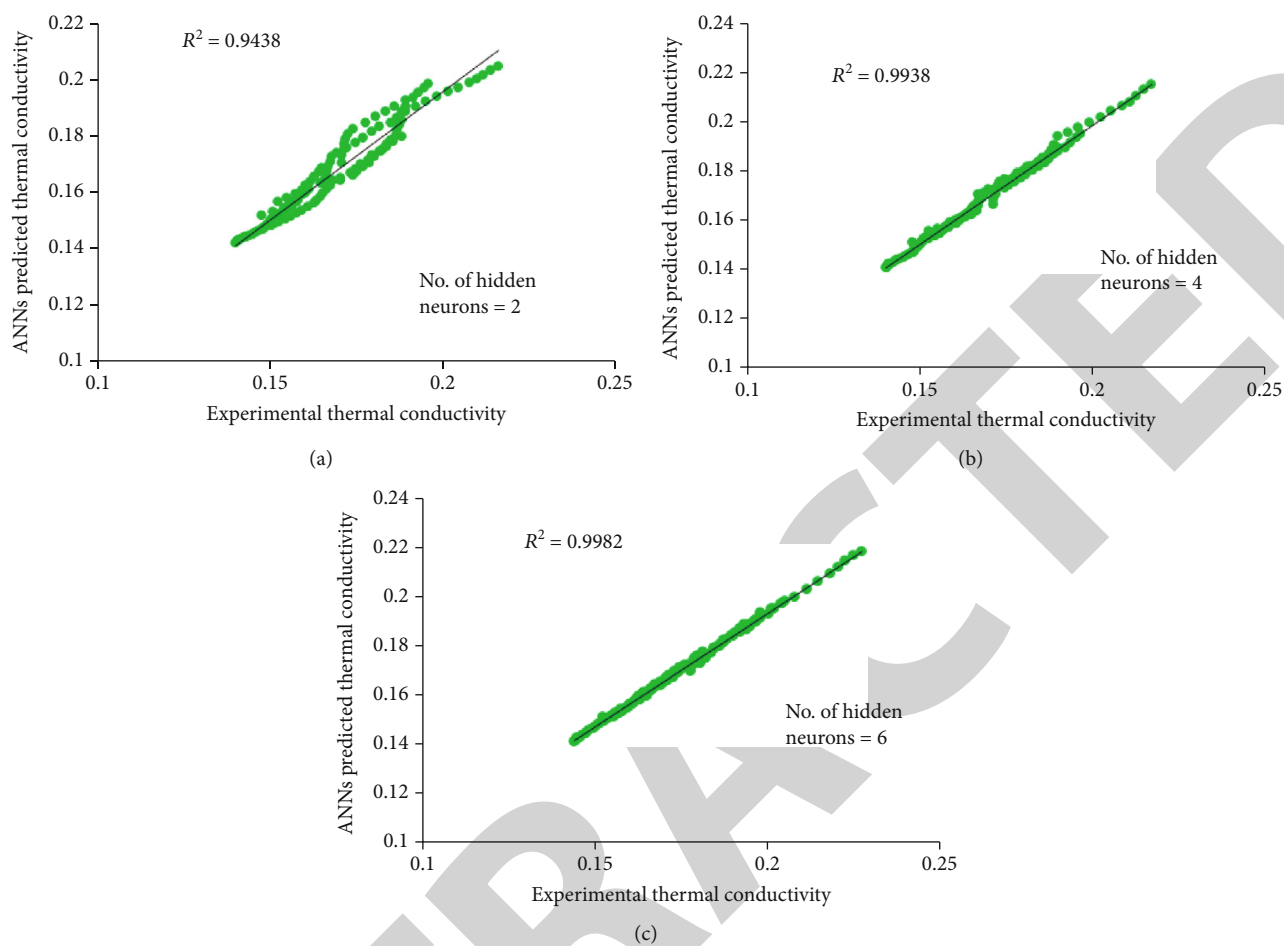 0.22
0.2
0.18
0.16
0.14
0.12
0.1
ANNs predicted thermal conductivity
R² = 0.9438
No. of hidden
neurons = 2
0.1
0.15
0.2
0.25
Experimental thermal conductivity
(a)
0.24
0.22
0.2
0.18
0.16
0.14
0.12
0.1
ANNs predicted thermal conductivity
R² = 0.9938
No. of hidden
neurons = 4
0.1
0.15
0.2
0.25
Experimental thermal conductivity
(b)
0.24
0.22
0.2
0.18
0.16
0.14
0.12
0.1
ANNs predicted thermal conductivity
R² = 0.9982
No. of hidden
neurons = 6
0.1
0.15
0.2
0.25
Experimental thermal conductivity
(c)
RACTED